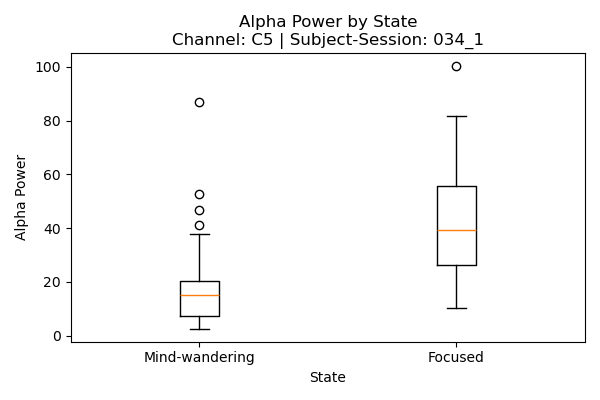 Alpha Power by State
Channel: C5 | Subject-Session: 034_1
100
80
60
40
20
0
Alpha Power
Mind-wandering
Focused
State